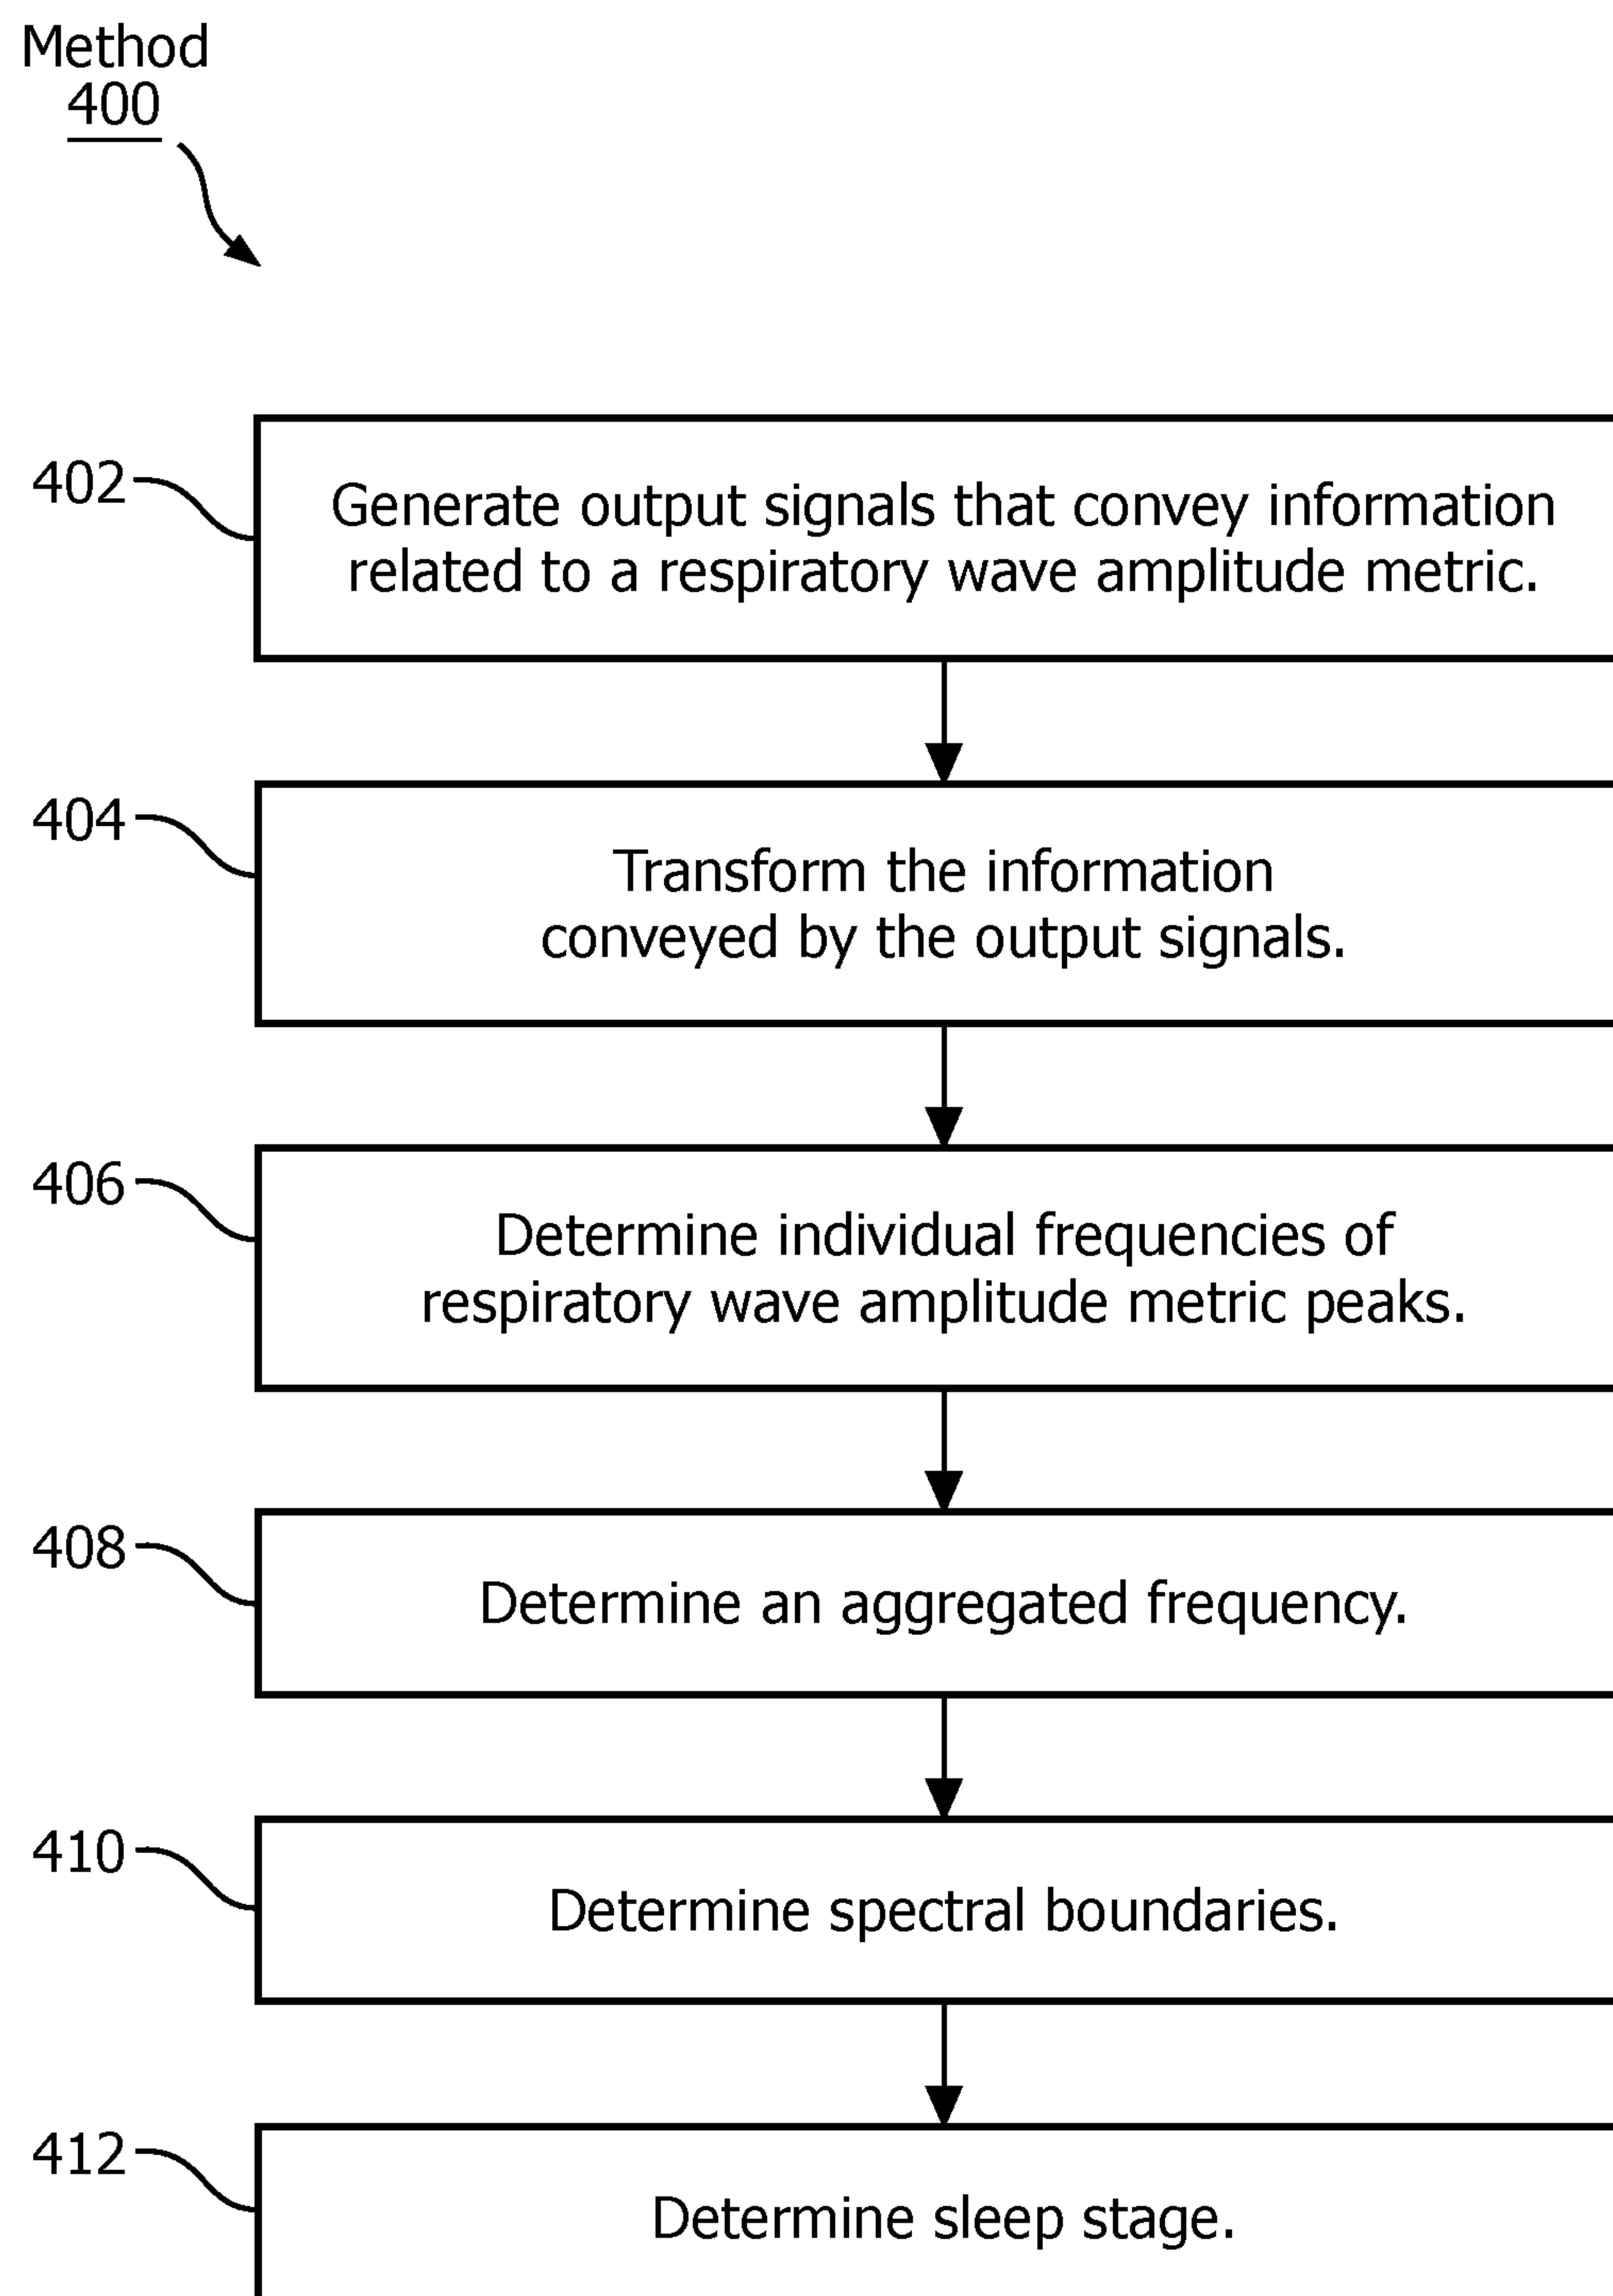 Method
400
402
Generate output signals that convey information
related to a respiratory wave amplitude metric.
404
Transform the information
conveyed by the output signals.
406
Determine individual frequencies of
respiratory wave amplitude metric peaks.
408
Determine an aggregated frequency.
410
Determine spectral boundaries.
412
Determine sleep stage.